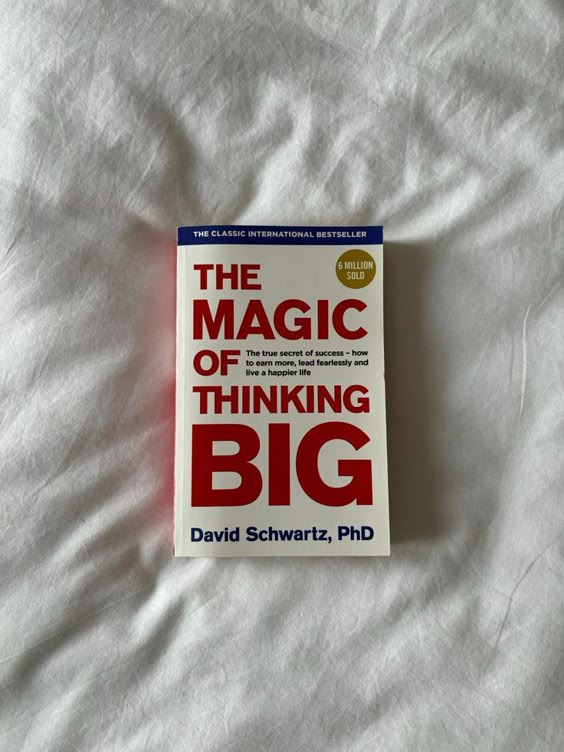 THE CLASSIC INTERNATIONAL BESTSELLER
6 MILLION
SOLD
THE
MAGIC
OF
The true secret of success – how
to earn more, lead fearlessly and
live a happier life
THINKING
BIG
David Schwartz, PhD